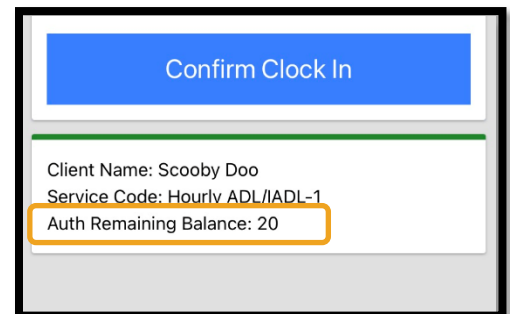 Confirm Clock In
Client Name: Scooby Doo
Service Code: Hourly ADL/IADL-1
Auth Remaining Balance: 20